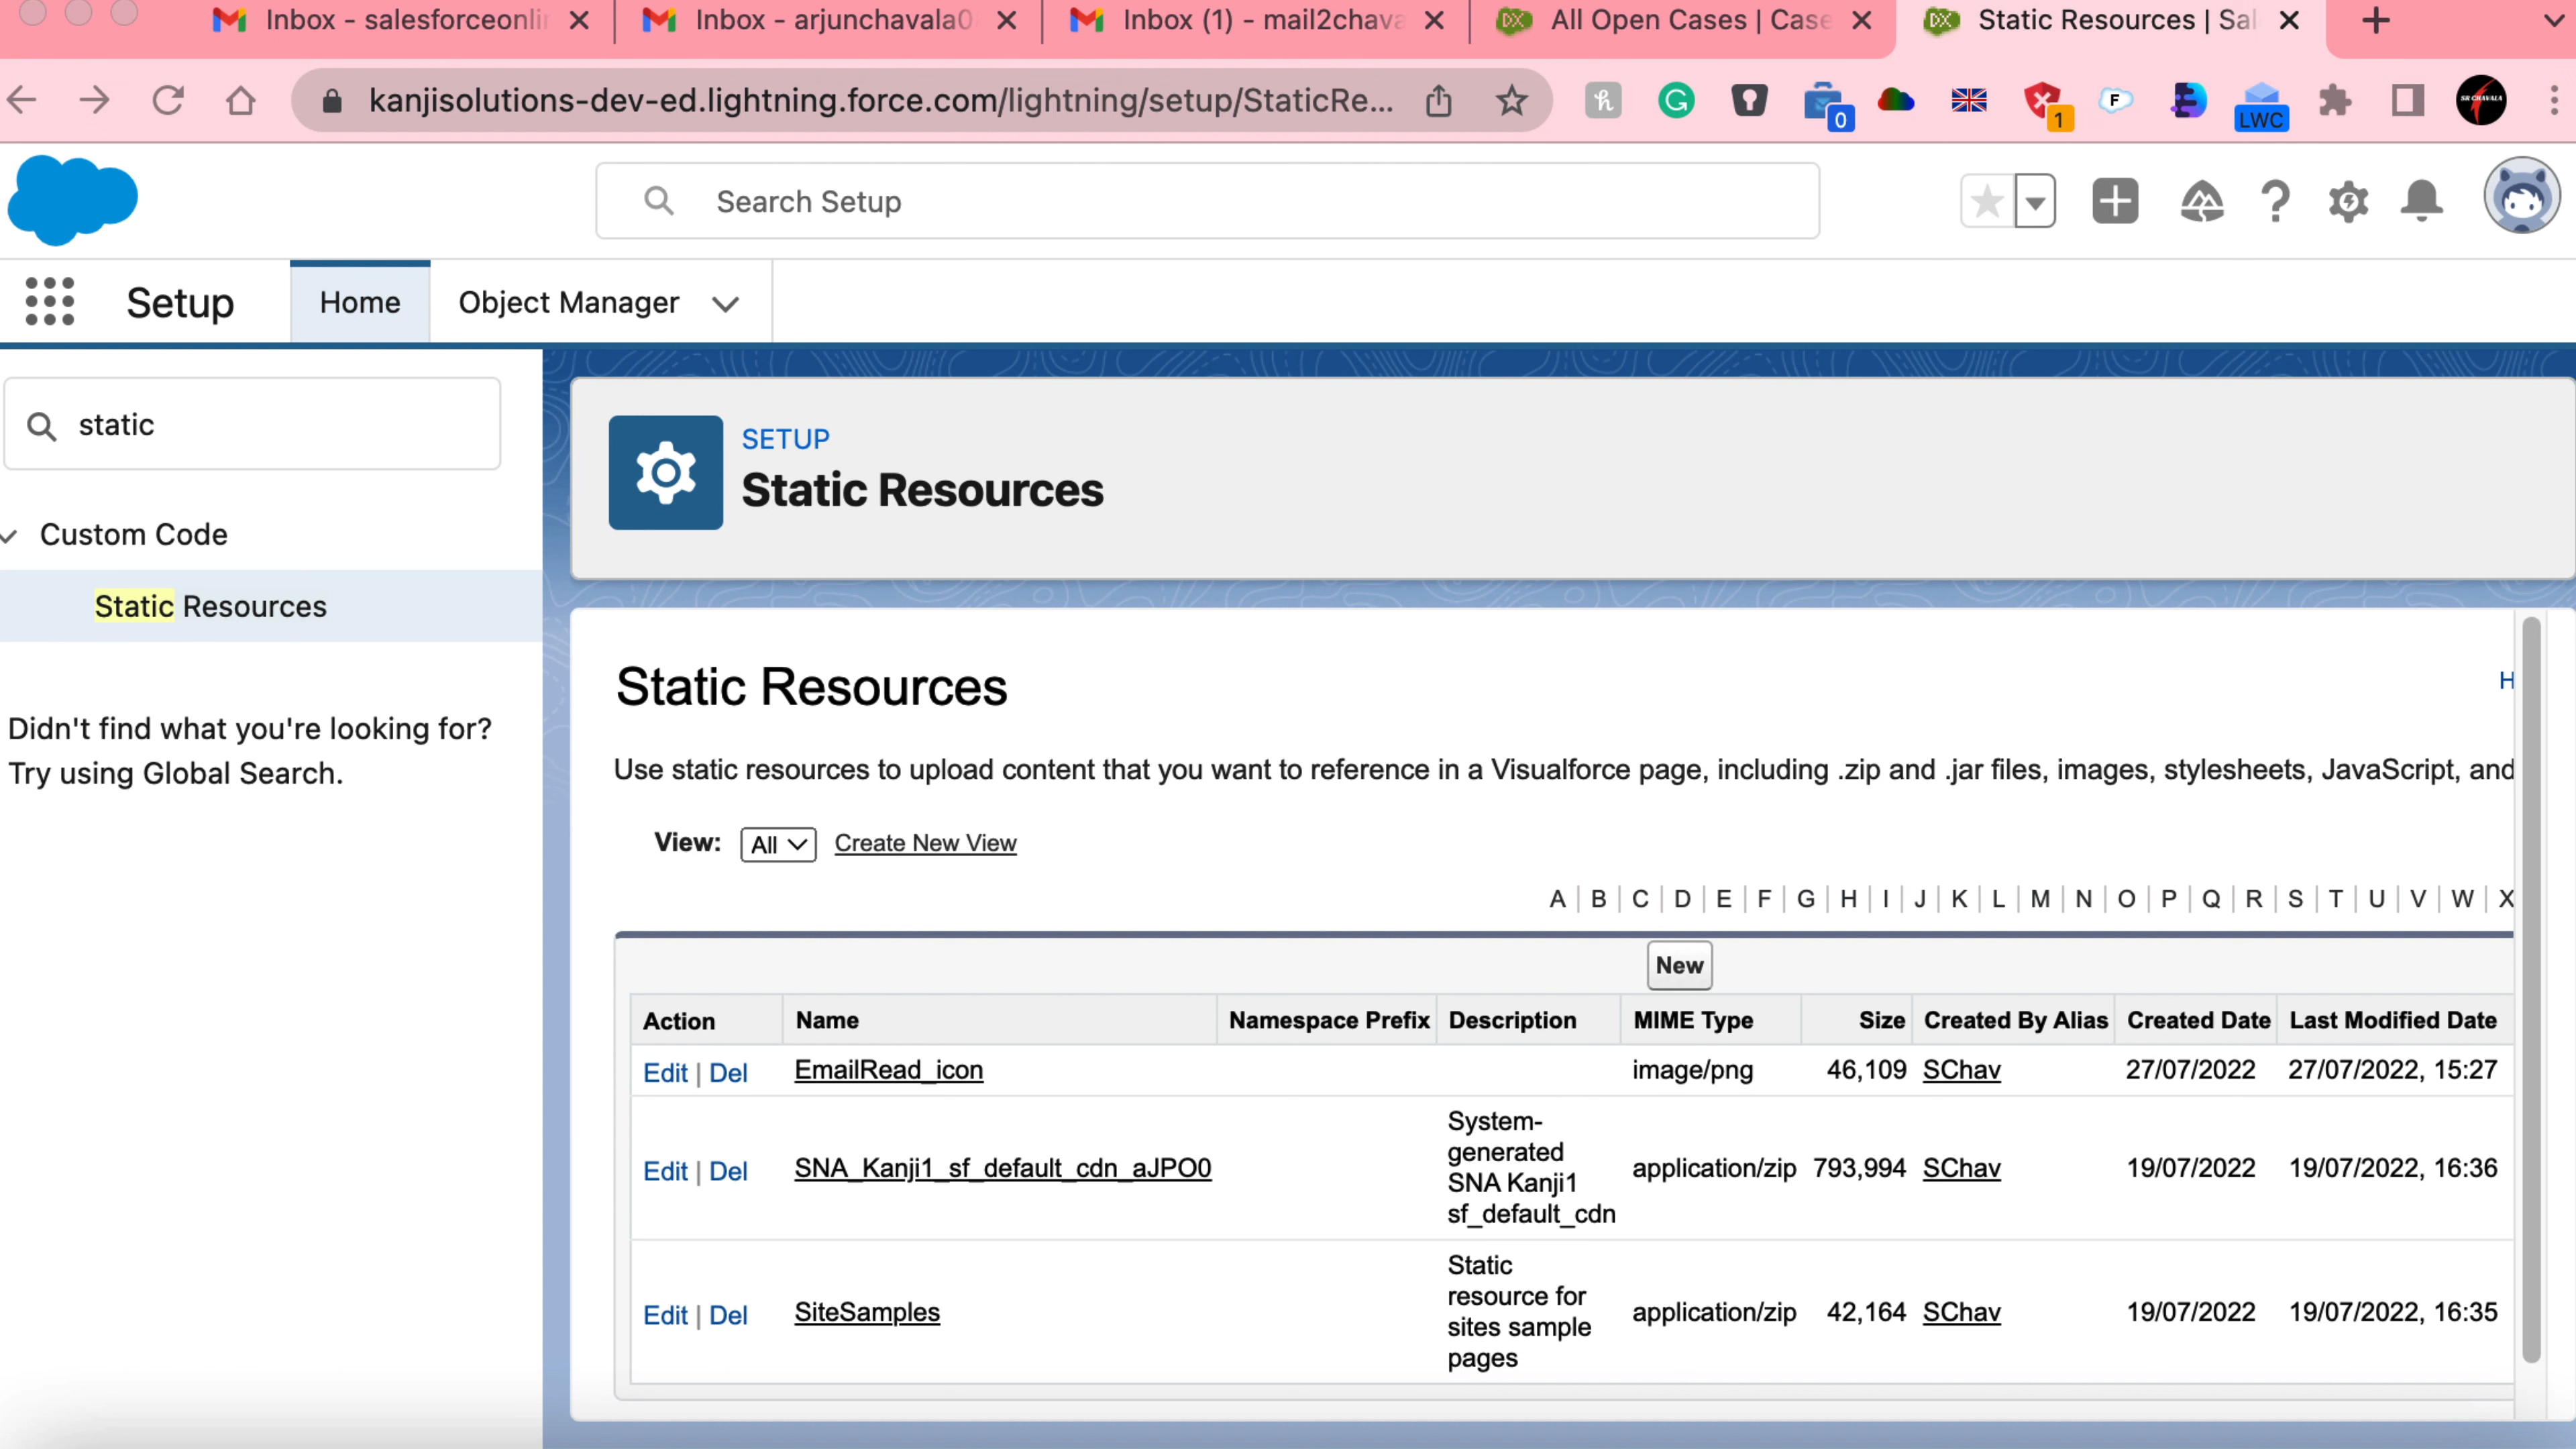 Inbox - salesforceonlin
Inbox - arjunchavala0
Inbox (1) - mail2chava
All Open Cases | Case
Static Resources | Sal
kanjisolutions-dev-ed.lightning.force.com/lightning/setup/StaticRe...
0
1
F
LWC
SR CHAVALA
Search Setup
Setup
Home
Object Manager
static
Custom Code
Static Resources
Didn't find what you're looking for?
Try using Global Search.
SETUP
Static Resources
Static Resources
H
Use static resources to upload content that you want to reference in a Visualforce page, including .zip and .jar files, images, stylesheets, JavaScript, and
View: All Create New View
A | B | C | D | E | F | G | H | I | J | K | L | M | N | O | P | Q | R | S | T | U | V | W | X
New
Action Name Namespace Prefix Description MIME Type Size Created By Alias Created Date Last Modified Date
Edit | Del EmailRead_icon image/png 46,109 SChav 27/07/2022 27/07/2022, 15:27
System-
generated
Edit | Del SNA_Kanji1_sf_default_cdn_aJPO0 application/zip 793,994 SChav 19/07/2022 19/07/2022, 16:36
SNA Kanji1
sf_default_cdn
Static
resource for
Edit | Del SiteSamples application/zip 42,164 SChav 19/07/2022 19/07/2022, 16:35
sites sample
pages